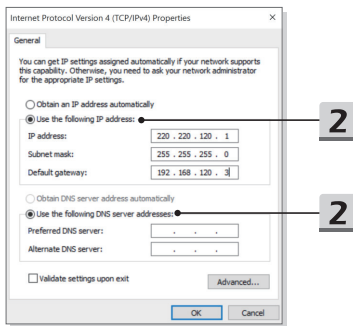 Internet Protocol Version 4 (TCP/IPv4) Properties
General
You can get IP settings assigned automatically if your network supports
this capability. Otherwise, you need to ask your network administrator
for the appropriate IP settings.
Obtain an IP address automatically
Use the following IP address:
2
IP address:
220 . 220 . 120 . 1
Subnet mask:
255 . 255 . 255 . 0
Default gateway:
192 . 168 . 120 . 3
Obtain DNS server address automatically
Use the following DNS server addresses:
2
Preferred DNS server:
. . .
Alternate DNS server:
. . .
Validate settings upon exit
Advanced...
OK
Cancel